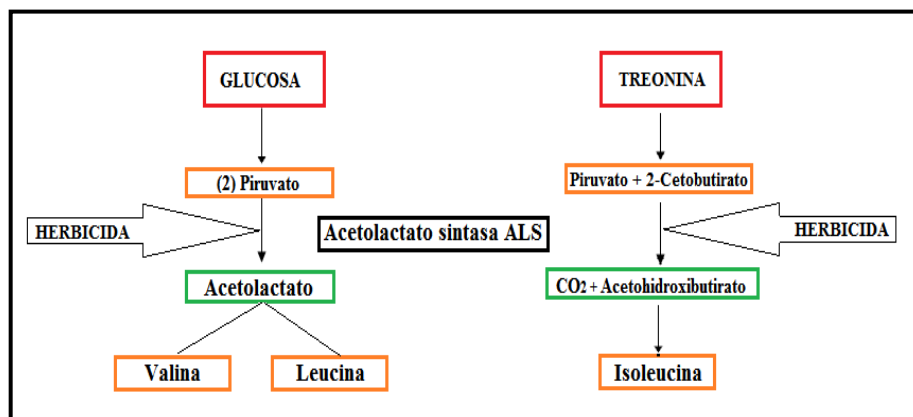 GLUCOSA
TREONINA
(2) Piruvato
Piruvato + 2-Cetobutirato
HERBICIDA
Acetolactato sintasa ALS
HERBICIDA
Acetolactato
CO2 + Acetohidroxibutirato
Valina
Leucina
Isoleucina